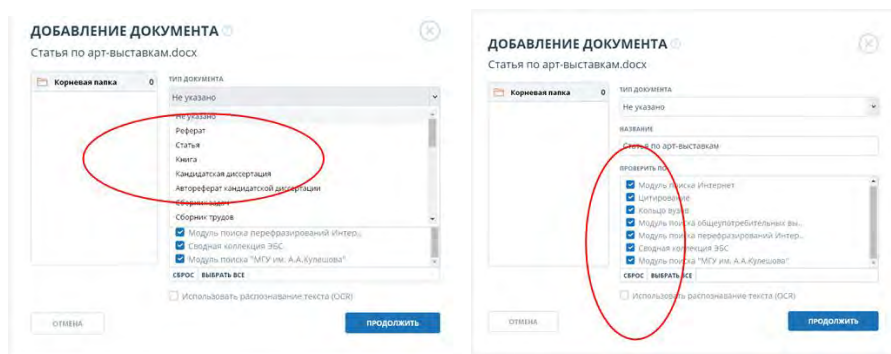 ДОБАВЛЕНИЕ ДОКУМЕНТА
Статья по арт-выставкам.docx
Корневая папка 0
ТИП ДОКУМЕНТА
Не указано
Не указано
Реферат
Статья
Книга
Кандидатская диссертация
Автореферат кандидатской диссертации
Сборник задач
Сборник трудов
Модуль поиска перефразирований Интер...
Сводная коллекция ЭБС
Модуль поиска "МГУ им. А.А.Кулешова"
СБРОС ВЫБРАТЬ ВСЕ
Использовать распознавание текста (OCR)
ОТМЕНА
ПРОДОЛЖИТЬ
ДОБАВЛЕНИЕ ДОКУМЕНТА
Статья по арт-выставкам.docx
Корневая папка 0
ТИП ДОКУМЕНТА
Не указано
НАЗВАНИЕ
Статья по арт-выставкам
ПРОВЕРИТЬ ПО
Модуль поиска Интернет
Цитирование
Кольцо вузов
Модуль поиска общеупотребительных вы...
Модуль поиска перефразирований Интер...
Сводная коллекция ЭБС
Модуль поиска "МГУ им. А.А.Кулешова"
СБРОС ВЫБРАТЬ ВСЕ
Использовать распознавание текста (OCR)
ОТМЕНА
ПРОДОЛЖИТЬ